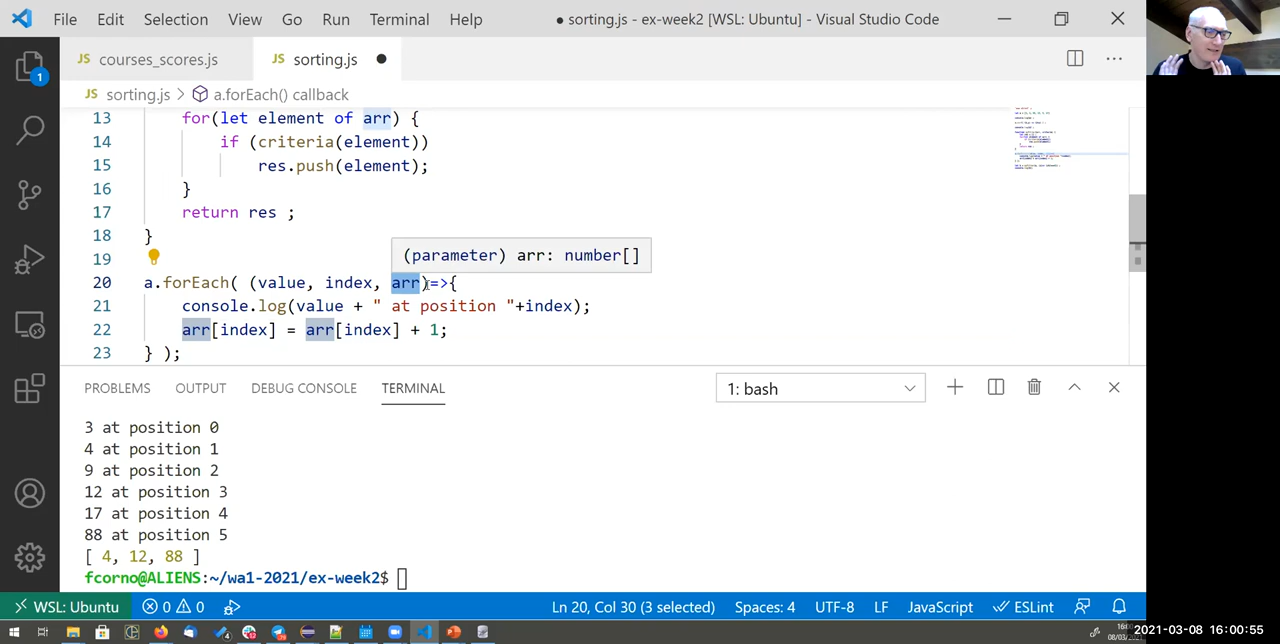 File Edit Selection View Go Run Terminal Help ● sorting.js - ex-week2 [WSL: Ubuntu] - Visual Studio Code
JS courses_scores.js JS sorting.js ●
JS sorting.js > a.forEach() callback
1
13 for(let element of arr) {
14 if (criteria(element))
15 res.push(element);
16 }
17 return res ;
18 }
19
(parameter) arr: number[]
20 a.forEach( (value, index, arr)=>{
21 console.log(value + " at position "+index);
22 arr[index] = arr[index] + 1;
23 } );
PROBLEMS OUTPUT DEBUG CONSOLE TERMINAL 1: bash
3 at position 0
4 at position 1
9 at position 2
12 at position 3
17 at position 4
88 at position 5
[ 4, 12, 88 ]
fcorno@ALIENS:~/wa1-2021/ex-week2$
WSL: Ubuntu 0 0 Ln 20, Col 30 (3 selected) Spaces: 4 UTF-8 LF JavaScript ESLint
08/03/2021 2021-03-08 16:00:55